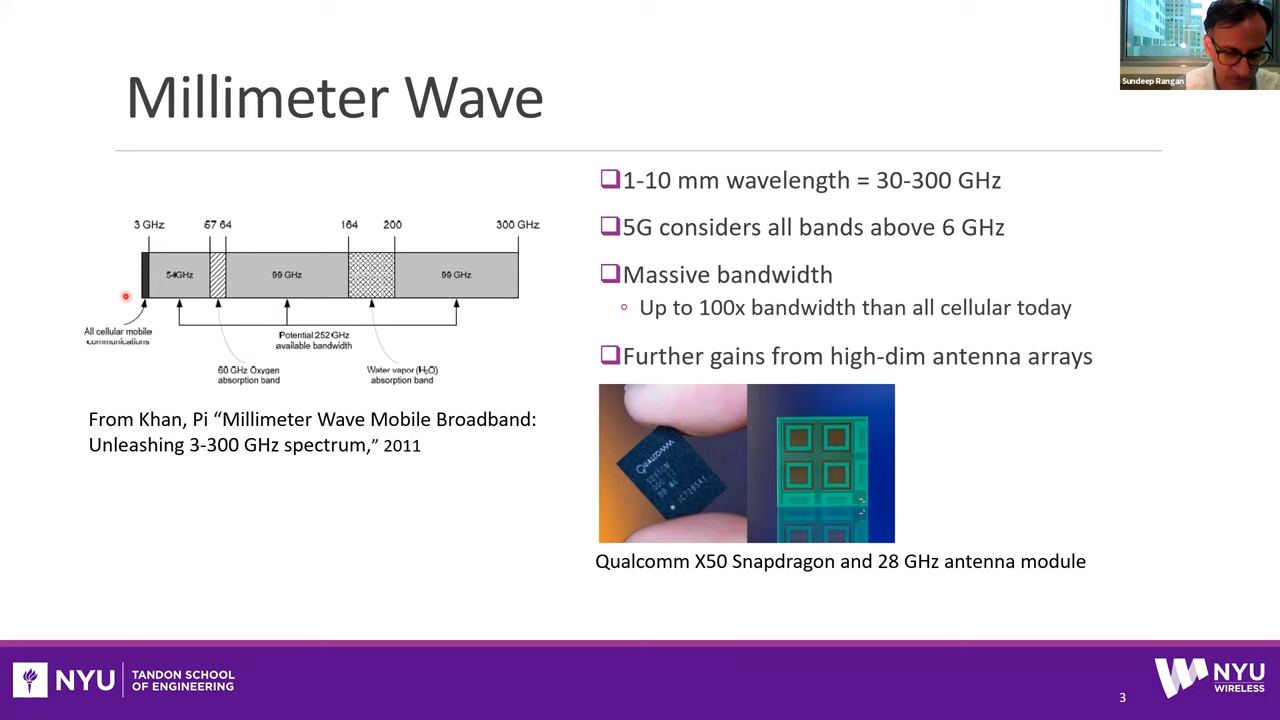 Sundeep Rangan
Millimeter Wave
3 GHz 57 64 164 200 300 GHz
54GHz 99 GHz 99 GHz
All cellular mobile
communications
Potential 252 GHz
available bandwidth
60 GHz Oxygen
absorption band
Water vapor (H₂O)
absorption band
From Khan, Pi “Millimeter Wave Mobile Broadband:
Unleashing 3-300 GHz spectrum,” 2011
1-10 mm wavelength = 30-300 GHz
5G considers all bands above 6 GHz
Massive bandwidth
Up to 100x bandwidth than all cellular today
Further gains from high-dim antenna arrays
QUALCOMM
Qualcomm X50 Snapdragon and 28 GHz antenna module
NYU
TANDON SCHOOL
OF ENGINEERING
3
NYU
WIRELESS